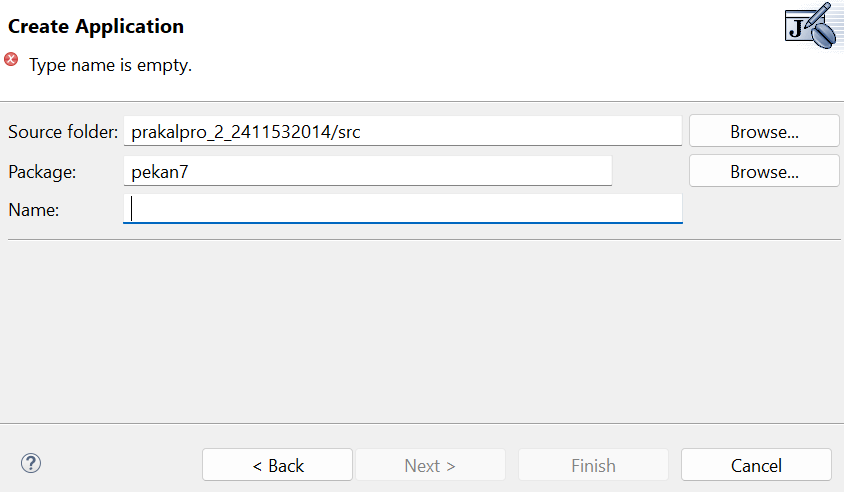 Create Application
Type name is empty.
Source folder: prakalpro_2_2411532014/src Browse...
Package: pekan7 Browse...
Name:
? < Back Next > Finish Cancel